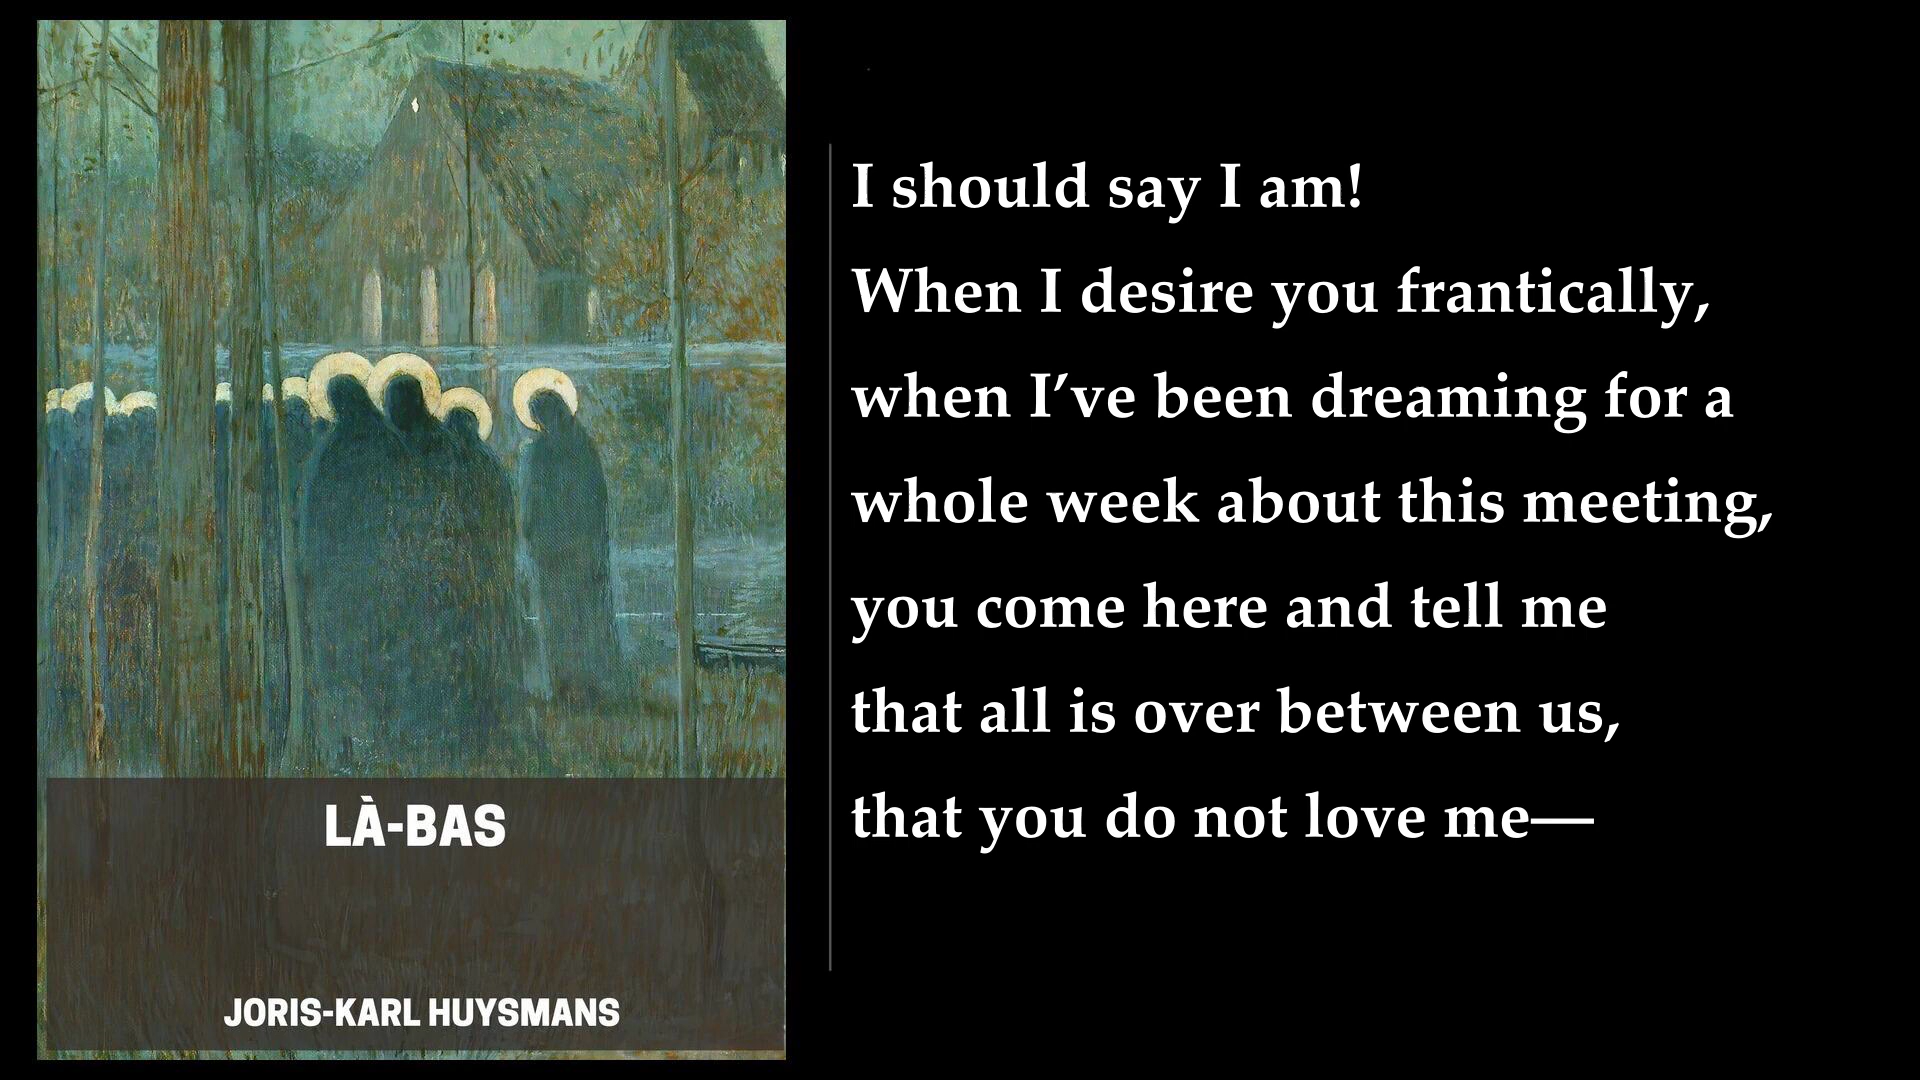 LÀ-BAS
JORIS-KARL HUYSMANS
I should say I am!
When I desire you frantically,
when I’ve been dreaming for a
whole week about this meeting,
you come here and tell me
that all is over between us,
that you do not love me—